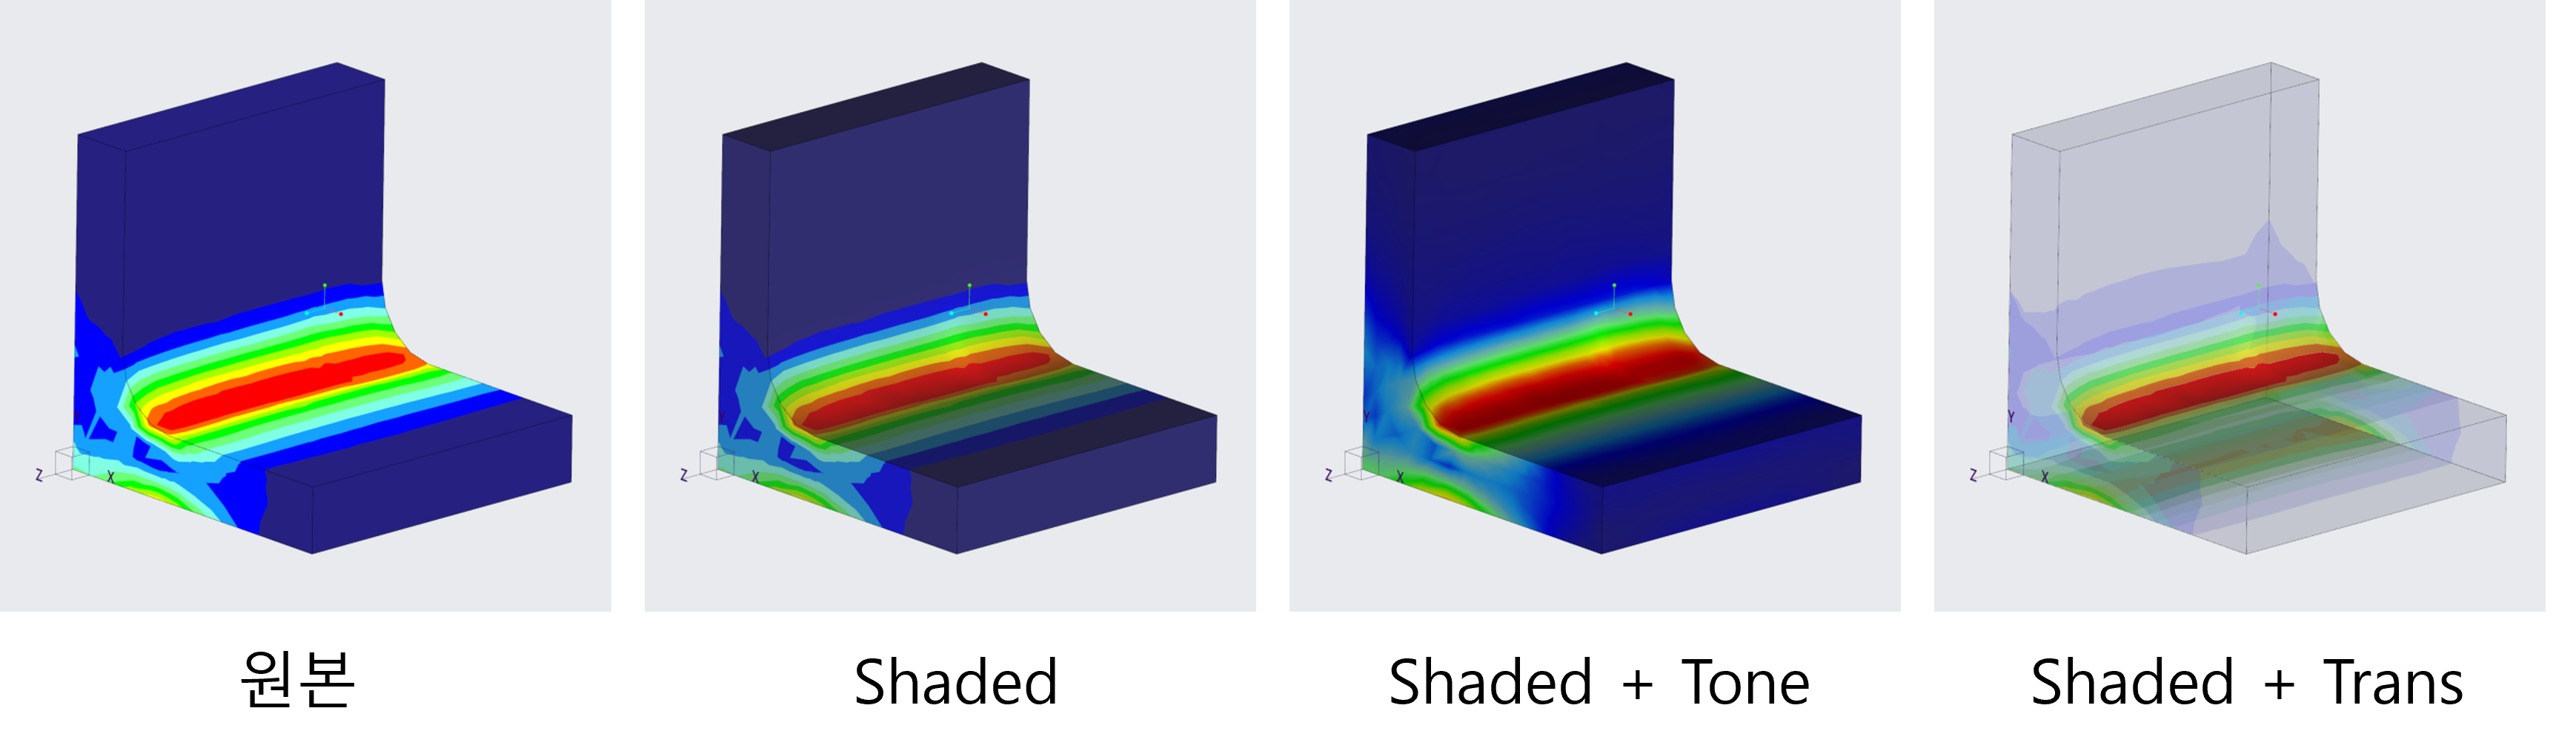 Y
Z
X
Y
Z
X
Y
Z
X
Y
Z
X
원본
Shaded
Shaded + Tone
Shaded + Trans